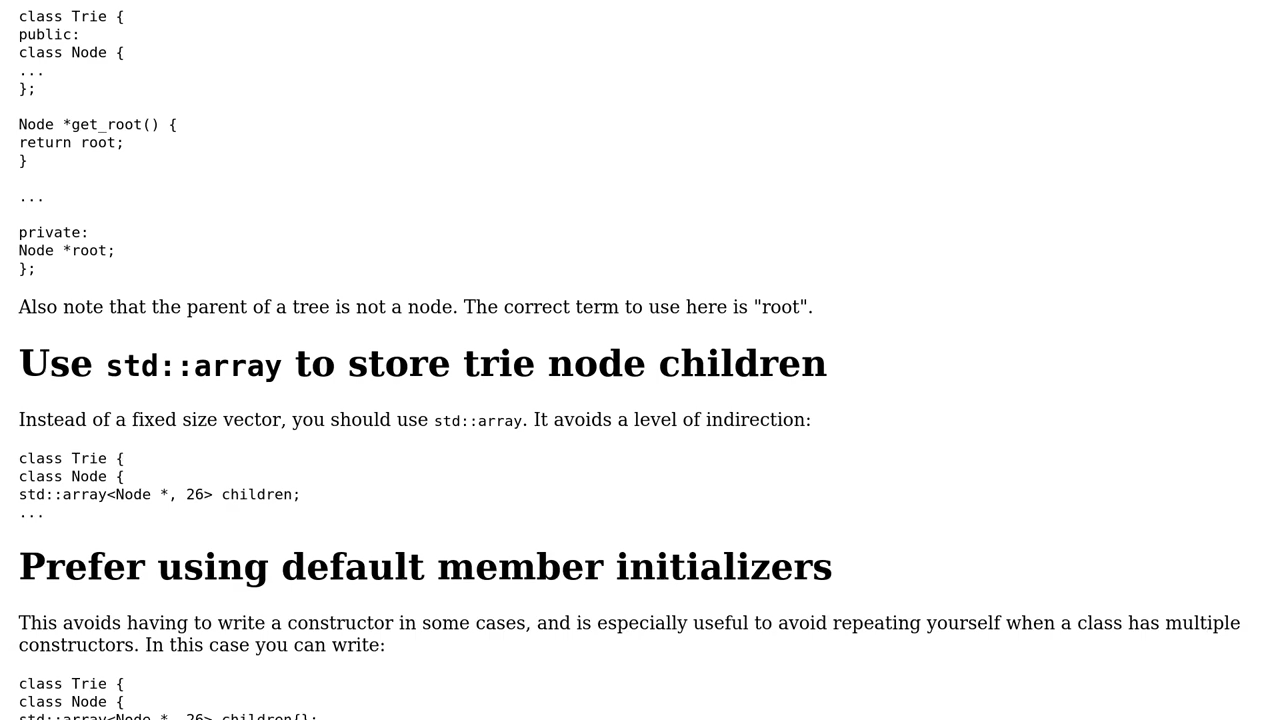 class Trie {
public:
class Node {
...
};
Node *get_root() {
return root;
}
...
private:
Node *root;
};
Also note that the parent of a tree is not a node. The correct term to use here is "root".
Use std::array to store trie node children
Instead of a fixed size vector, you should use std::array. It avoids a level of indirection:
class Trie {
class Node {
std::array<Node *, 26> children;
...
Prefer using default member initializers
This avoids having to write a constructor in some cases, and is especially useful to avoid repeating yourself when a class has multiple
constructors. In this case you can write:
class Trie {
class Node {
std::array<Node *, 26> children{};